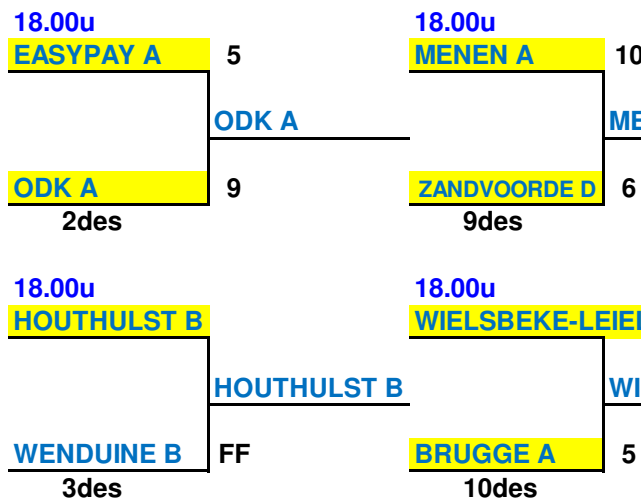 18.00u
EASYPAY A 5
ODK A
ODK A 9
2des
18.00u
MENEN A 10
ZANDVOORDE D 6
9des
18.00u
HOUTHULST B
HOUTHULST B
WENDUINE B FF
3des
18.00u
BRUGGE A 5
10des